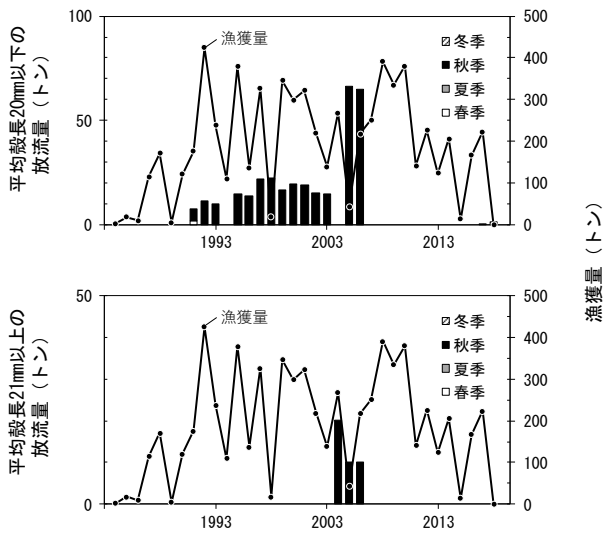 平均殻長20mm以下の
放流量（トン）
100
50
0
漁獲量
冬季
秋季
夏季
春季
500
400
300
200
100
0
1993
2003
2013
平均殻長21mm以上の
放流量（トン）
50
0
漁獲量
冬季
秋季
夏季
春季
500
400
300
200
100
0
1993
2003
2013
漁獲量（トン）